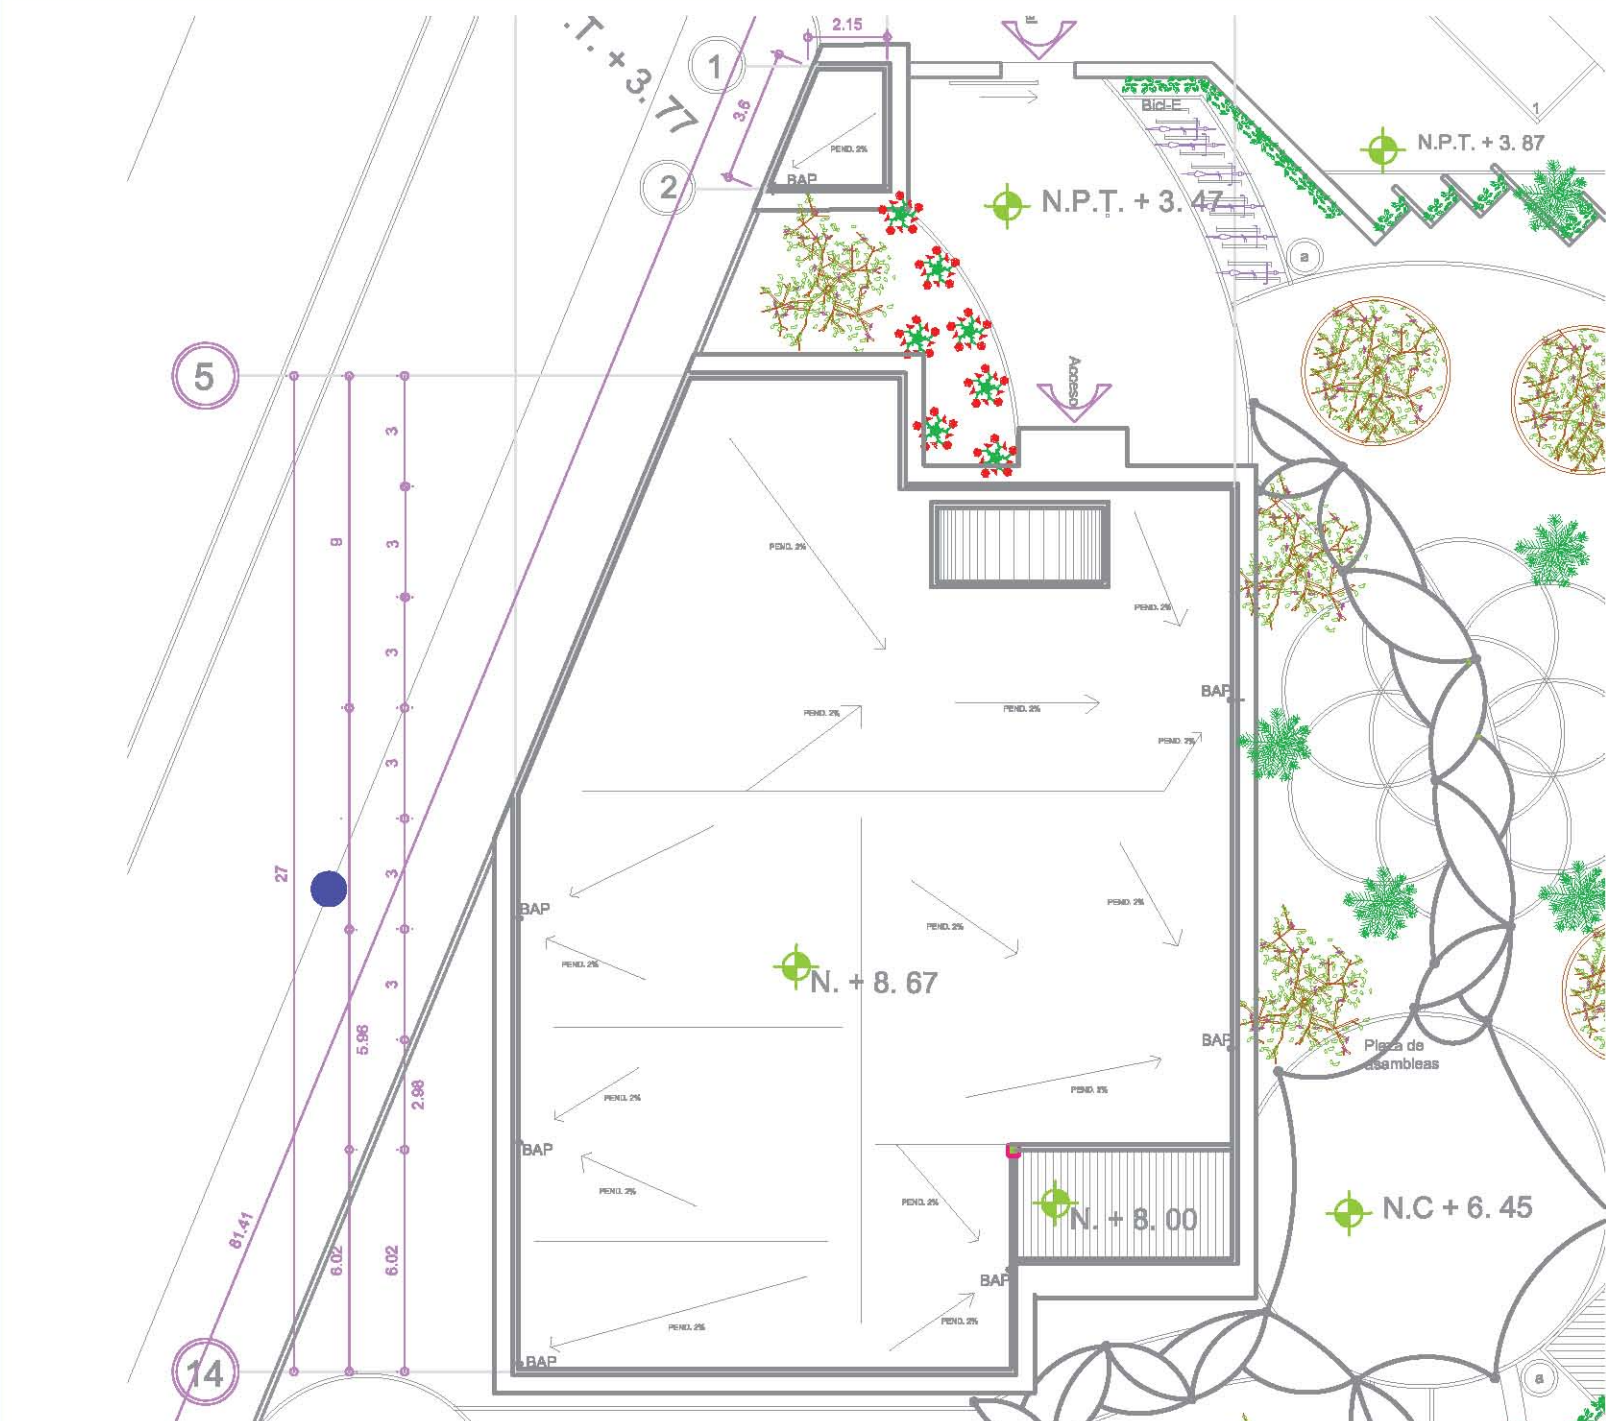 2.15
.T. + 3. 77
1
3.6
PEND. 2%
BAP
2
Bici-E
N.P.T. + 3. 87
1
N.P.T. + 3. 47
a
5
Acceso
3
9
3
PEND. 2%
PEND. 2%
3
BAP
PEND. 2%
PEND. 2%
PEND. 2%
3
27
3
BAP
PEND. 2%
PEND. 2%
PEND. 2%
3
N. + 8. 67
5.98
BAP
Plaza de
asambleas
2.98
PEND. 2%
PEND. 2%
BAP
PEND. 2%
PEND. 2%
N. + 8. 00
N.C + 6. 45
81.41
6.02
6.02
BAP
PEND. 2%
PEND. 2%
BAP
14
a